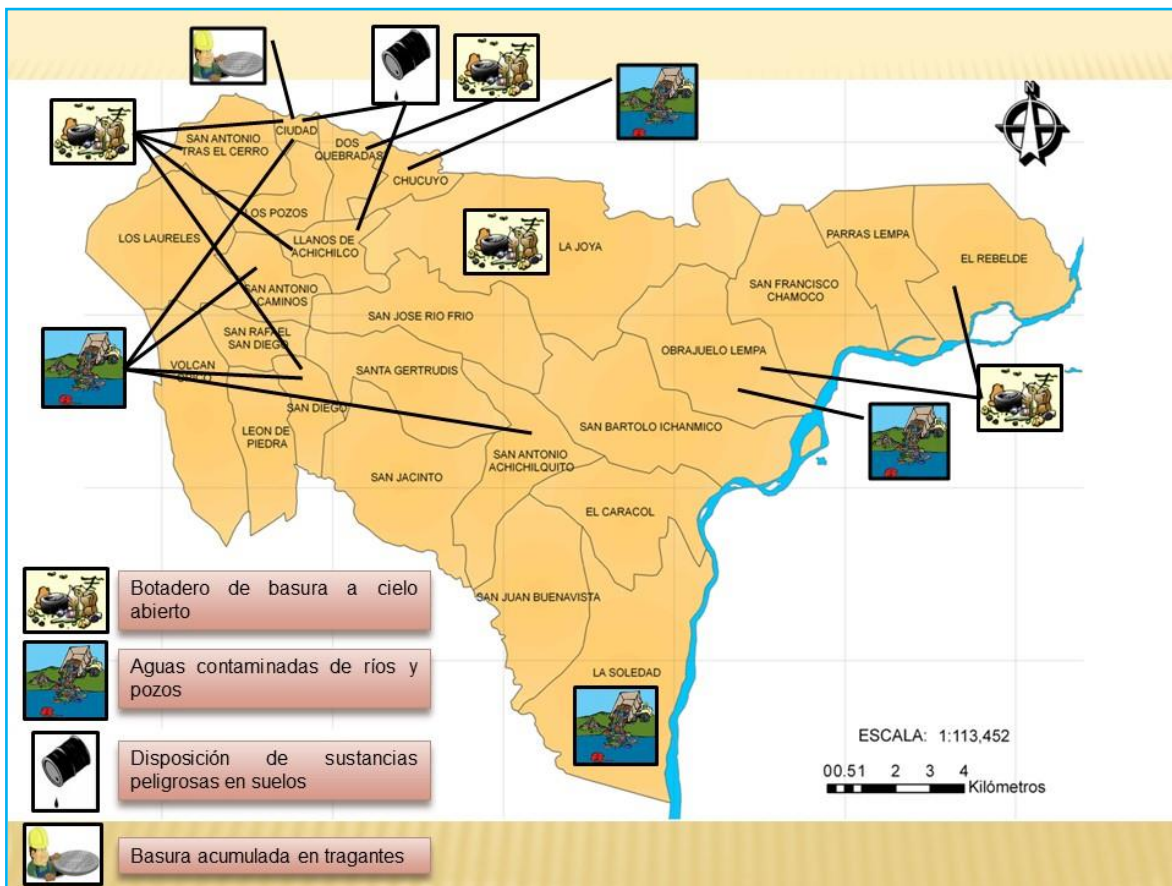 N
CIUDAD
SAN ANTONIO
TRAS EL CERRO
DOS
QUEBRADAS
CHUCUYO
LOS POZOS
LOS LAURELES
LLANOS DE
ACHICHILCO
LA JOYA
PARRAS LEMPA
EL REBELDE
SAN FRANCISCO
CHAMOCO
SAN ANTONIO
CAMINOS
SAN JOSE RIO FRIO
SAN RAFAEL
SAN DIEGO
OBRAJUELO LEMPA
VOLCAN
SANTA GERTRUDIS
SAN DIEGO
LEON DE
PIEDRA
SAN BARTOLO ICHANMICO
SAN ANTONIO
ACHICHILQUITO
SAN JACINTO
EL CARACOL
SAN JUAN BUENAVISTA
LA SOLEDAD
Botadero de basura a cielo
abierto
Aguas contaminadas de ríos y
pozos
Disposición de sustancias
peligrosas en suelos
Basura acumulada en tragantes
ESCALA: 1:113,452
00.51 2 3 4
Kilómetros